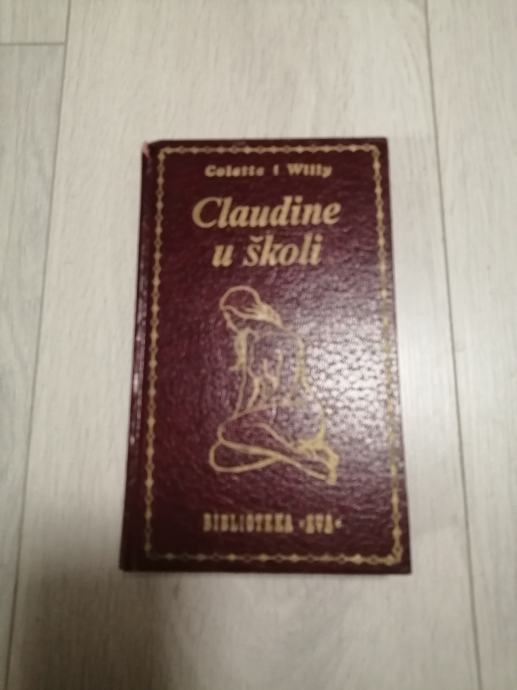 Colette i Willy
Claudine
u školi
BIBLIOTEKA »EVA«